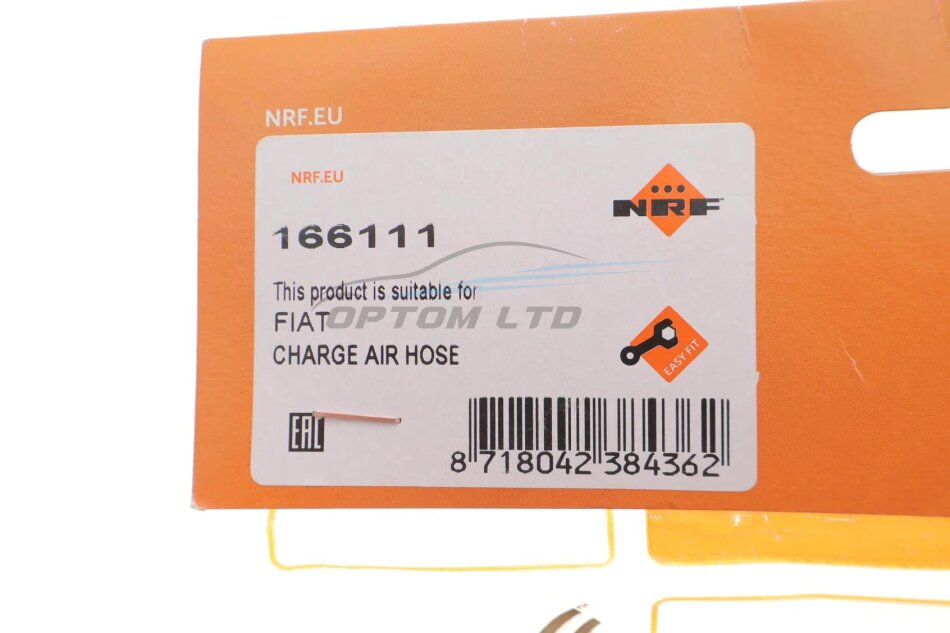 NRF.EU
NRF.EU
NRF
166111
This product is suitable for
FIAT
OPTOM LTD
CHARGE AIR HOSE
EASY FIT
EAC
8 718042 384362